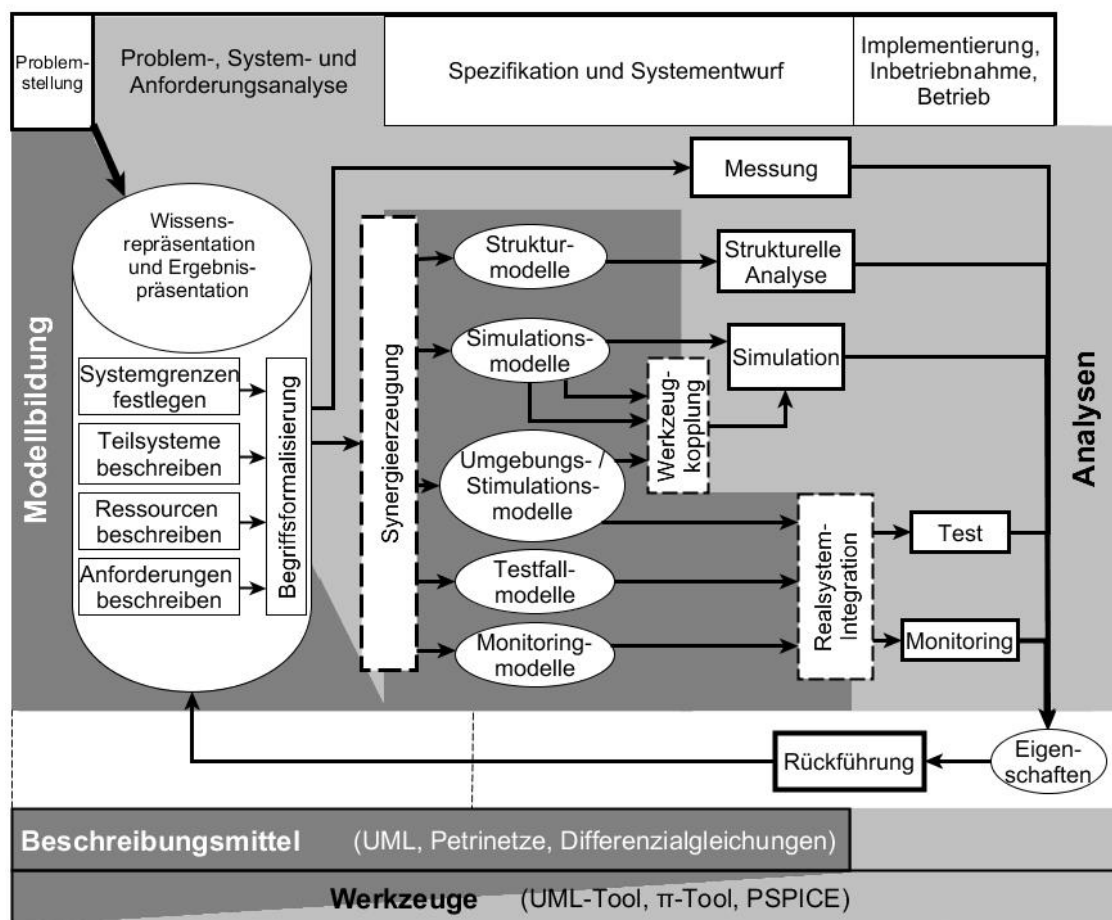 Problem-
stellung
Problem-, System- und
Anforderungsanalyse
Spezifikation und Systementwurf
Implementierung,
Inbetriebnahme,
Betrieb
Modellbildung
Wissens-
repräsentation
und Ergebnis-
präsentation
Systemgrenzen
festlegen
Teilsysteme
beschreiben
Ressourcen
beschreiben
Anforderungen
beschreiben
Begriffsformalisierung
Synergieerzeugung
Struktur-
modelle
Simulations-
modelle
Umgebungs- /
Stimulations-
modelle
Testfall-
modelle
Monitoring-
modelle
Werkzeug-
kopplung
Realsystem-
Integration
Messung
Strukturelle
Analyse
Simulation
Test
Monitoring
Analysen
Eigen-
schaften
Rückführung
Beschreibungsmittel (UML, Petrinetze, Differenzialgleichungen)
Werkzeuge (UML-Tool, π-Tool, PSPICE)